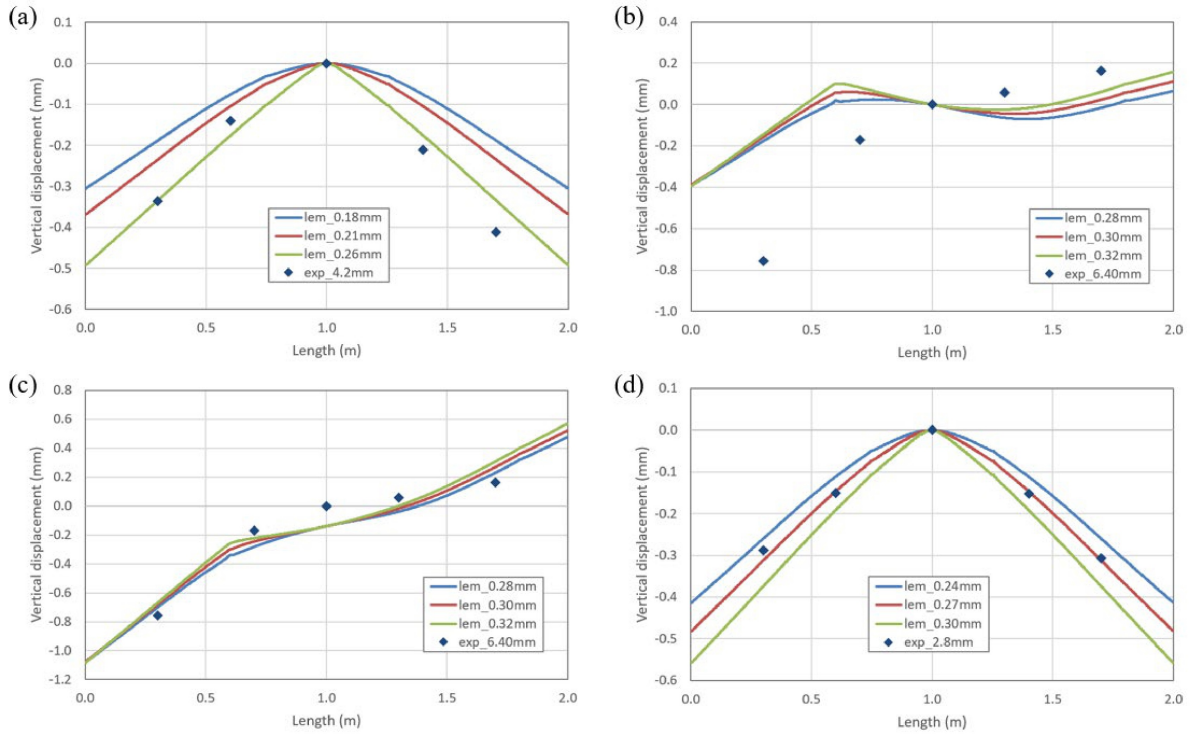 (a)
0.1
0.0
-0.1
-0.2
-0.3
-0.4
-0.5
-0.6
Vertical displacement (mm)
lem_0.18mm
lem_0.21mm
lem_0.26mm
exp_4.2mm
0.0 0.5 1.0 1.5 2.0
Length (m)
(b)
0.4
0.2
0.0
-0.2
-0.4
-0.6
-0.8
-1.0
Vertical displacement (mm)
lem_0.28mm
lem_0.30mm
lem_0.32mm
exp_6.40mm
0.0 0.5 1.0 1.5 2.0
Length (m)
(c)
0.8
0.6
0.4
0.2
0.0
-0.2
-0.4
-0.6
-0.8
-1.0
-1.2
Vertical displacement (mm)
lem_0.28mm
lem_0.30mm
lem_0.32mm
exp_6.40mm
0.0 0.5 1.0 1.5 2.0
Length (m)
(d)
0.1
0.0
-0.1
-0.2
-0.3
-0.4
-0.5
-0.6
Vertical displacement (mm)
lem_0.24mm
lem_0.27mm
lem_0.30mm
exp_2.8mm
0.0 0.5 1.0 1.5 2.0
Length (m)